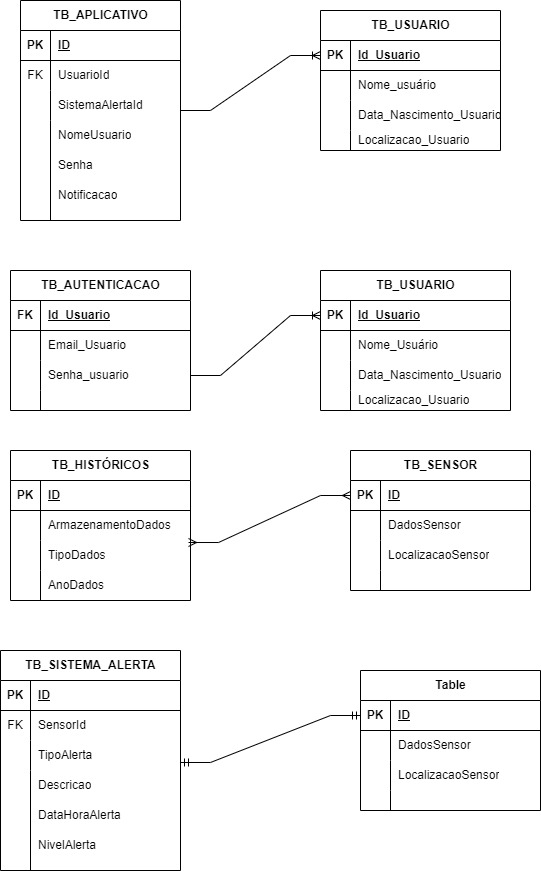 TB_APLICATIVO
PK ID
FK UsuarioId
SistemaAlertaId
NomeUsuario
Senha
Notificacao
TB_USUARIO
PK Id_Usuario
Nome_usuário
Data_Nascimento_Usuario
Localizacao_Usuario
TB_AUTENTICACAO
FK Id_Usuario
Email_Usuario
Senha_usuario
TB_USUARIO
PK Id_Usuario
Nome_Usuário
Data_Nascimento_Usuario
Localizacao_Usuario
TB_HISTÓRICOS
PK ID
ArmazenamentoDados
TipoDados
AnoDados
TB_SENSOR
PK ID
DadosSensor
LocalizacaoSensor
TB_SISTEMA_ALERTA
PK ID
FK SensorId
TipoAlerta
Descricao
DataHoraAlerta
NivelAlerta
Table
PK ID
DadosSensor
LocalizacaoSensor